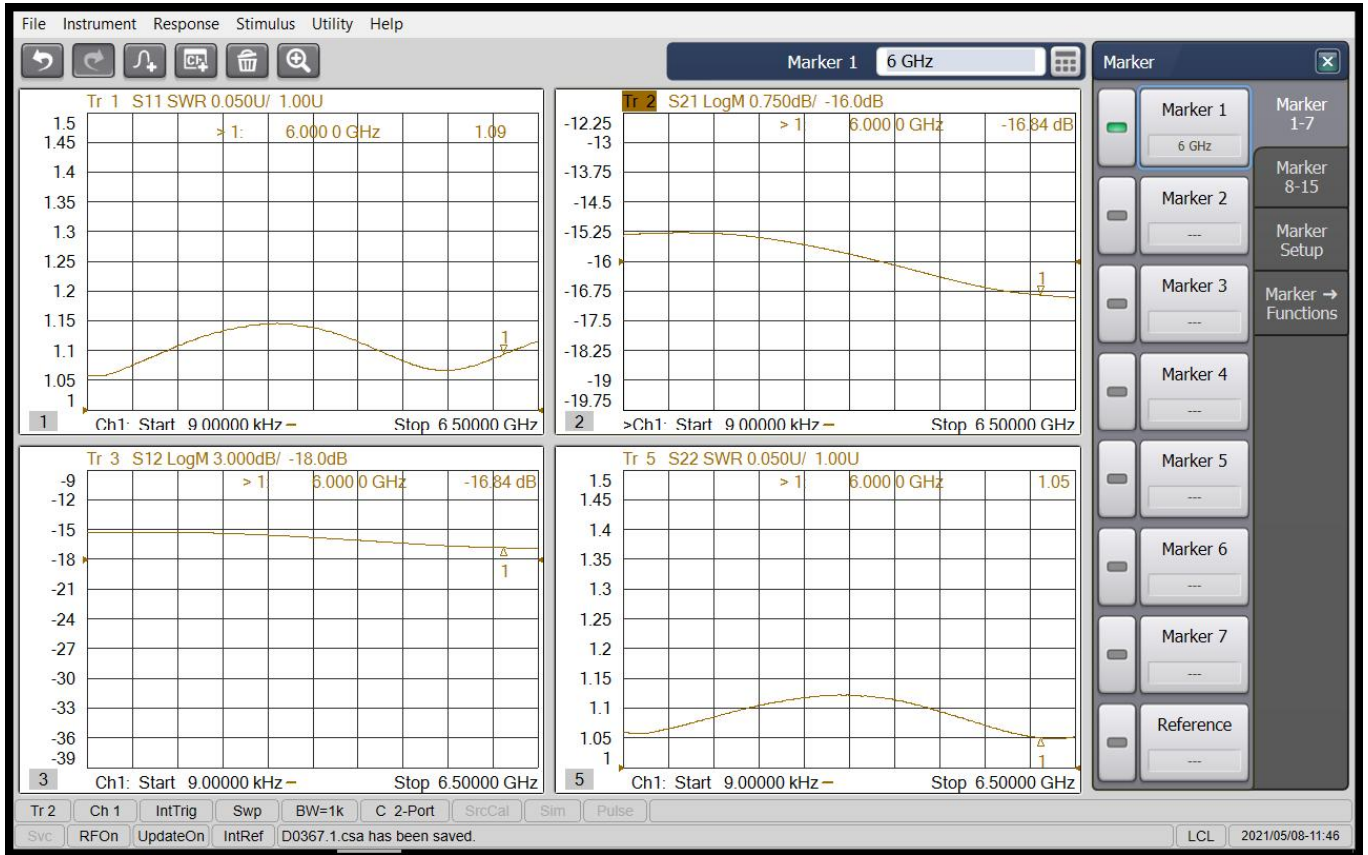 File Instrument Response Stimulus Utility Help
Marker 1 6 GHz
Tr 1 S11 SWR 0.050U/ 1.00U
> 1: 6.000 0 GHz 1.09
1.5
1.45
1.4
1.35
1.3
1.25
1.2
1.15
1.1
1.05
1
1
1 Ch1: Start 9.00000 kHz Stop 6.50000 GHz
Tr 2 S21 LogM 0.750dB/ -16.0dB
> 1 6.000 0 GHz -16.84 dB
-12.25
-13
-13.75
-14.5
-15.25
-16
-16.75
-17.5
-18.25
-19
-19.75
1
2 >Ch1: Start 9.00000 kHz Stop 6.50000 GHz
Tr 3 S12 LogM 3.000dB/ -18.0dB
> 1 6.000 0 GHz -16.84 dB
-9
-12
-15
-18
-21
-24
-27
-30
-33
-36
-39
1
3 Ch1: Start 9.00000 kHz Stop 6.50000 GHz
Tr 5 S22 SWR 0.050U/ 1.00U
> 1 6.000 0 GHz 1.05
1.5
1.45
1.4
1.35
1.3
1.25
1.2
1.15
1.1
1.05
1
1
5 Ch1: Start 9.00000 kHz Stop 6.50000 GHz
Marker
Marker 1
6 GHz
Marker 2
---
Marker 3
---
Marker 4
---
Marker 5
---
Marker 6
---
Marker 7
---
Reference
---
Marker
1-7
Marker
8-15
Marker
Setup
Marker →
Functions
Tr 2 Ch 1 IntTrig Swp BW=1k C 2-Port SrcCal Sim Pulse
Svc RFOn UpdateOn IntRef D0367.1.csa has been saved. LCL 2021/05/08-11:46